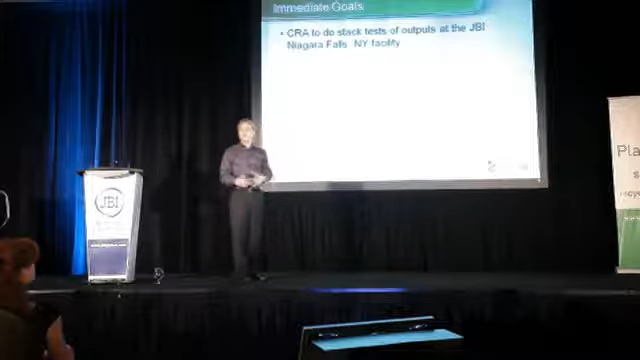 Immediate Goals
• CRA to do stack tests of outputs at the JBI
Niagara Falls NY facility
JBI
Pla